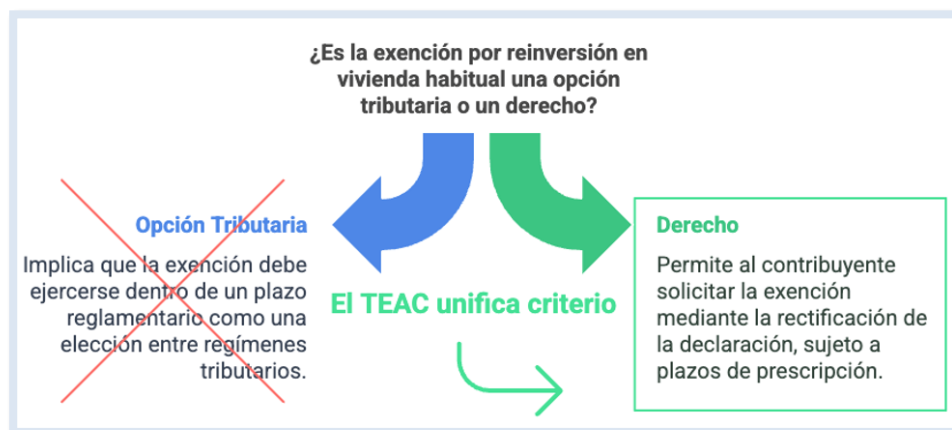 ¿Es la exención por reinversión en
vivienda habitual una opción
tributaria o un derecho?
Opción Tributaria
Implica que la exención debe
ejercerse dentro de un plazo
reglamentario como una
elección entre regímenes
tributarios.
El TEAC unifica criterio
Derecho
Permite al contribuyente
solicitar la exención
mediante la rectificación de
la declaración, sujeto a
plazos de prescripción.